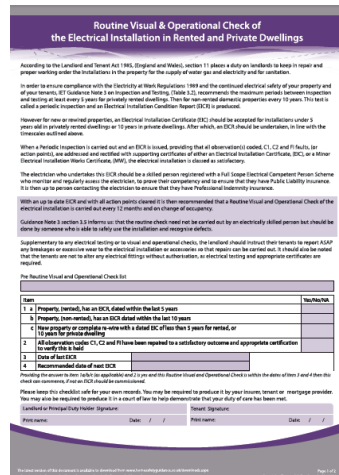 Routine Visual & Operational Check of
the Electrical Installation in Rented and Private Dwellings
According to the Landlord and Tenant Act 1985, (England and Wales), section 11 places a duty on landlords to keep in repair and
proper working order the installations in the property for the supply of water gas and electricity and for sanitation.
In order to ensure compliance with the Electricity at Work Regulations 1989 and the continued electrical safety of your property and
of your tenants, IET Guidance Note 3 on Inspection and Testing, (Table 3.2), recommends the maximum periods between inspection
and testing at least every 5 years for privately rented dwellings. Then for non-rented domestic properties every 10 years. This test is
called a periodic inspection and an Electrical Installation Condition Report (EICR) is produced.
However for new or rewired properties, an Electrical Installation Certificate (EIC) should be accepted for installations under 5
years old in privately rented dwellings or 10 years in private dwellings. After which, an EICR should be undertaken, in line with the
timescales outlined above.
When a Periodic Inspection is carried out and an EICR is issued, providing that all observation(s) coded, C1, C2 and FI faults, (or
action points), are addressed and rectified with supporting certificates of either an Electrical Installation Certificate, (EIC), or a Minor
Electrical Installation Works Certificate, (MW), the electrical installation is classed as satisfactory.
The electrician who undertakes this EICR should be a skilled person registered with a Full Scope Electrical Competent Person Scheme
who monitor and regularly assess the electrician, to prove their competency and to ensure that they have Public Liability Insurance.
It is then up to person contacting the electrician to ensure that they have Professional Indemnity insurance.
With an up to date EICR and with all action points cleared it is then recommended that a Routine Visual and Operational Check of the
electrical installation is carried out every 12 months and on change of occupancy.
Guidance Note 3 section 3.5 informs us: that the routine check need not be carried out by an electrically skilled person but should be
done by someone who is able to safely use the installation and recognise defects.
Supplementary to any electrical testing or to visual and operational checks, the landlord should instruct their tenants to report ASAP
any breakages or excessive wear to the electrical installation or accessories so that repairs can be carried out. It should also be noted
that the tenants are not to alter any electrical fittings without authorisation, as electrical testing and appropriate certificates are
required.
Pre Routine Visual and Operational Check list
Item Yes/No/NA
1 a Property, (rented), has an EICR, dated within the last 5 years
b Property, (non-rented), has an EICR dated within the last 10 years
c New property or complete re-wire with a dated EIC of less than 5 years for rented, or
10 years for private dwelling
2 All observation codes C1, C2 and FI have been repaired to a satisfactory outcome and appropriate certification
to verify this is held
3 Date of last EICR
4 Recommended date of next EICR
Providing the answer to item 1a/b/c (as applicable) and 2 is yes and this Routine Visual and Operational Check is within the dates of item 3 and 4 then this
check can commence, if not an EICR should be commissioned.
Please keep this checklist safe for your own records. You may be required to produce it by your insurer, tenant or mortgage provider.
You may also be required to produce it in a court of law to help demonstrate that your duty of care has been met.
Landlord or Principal Duty Holder Signature: Tenant Signature:
Print name: Date: / / Print name: Date: / /
Page 1 of 2